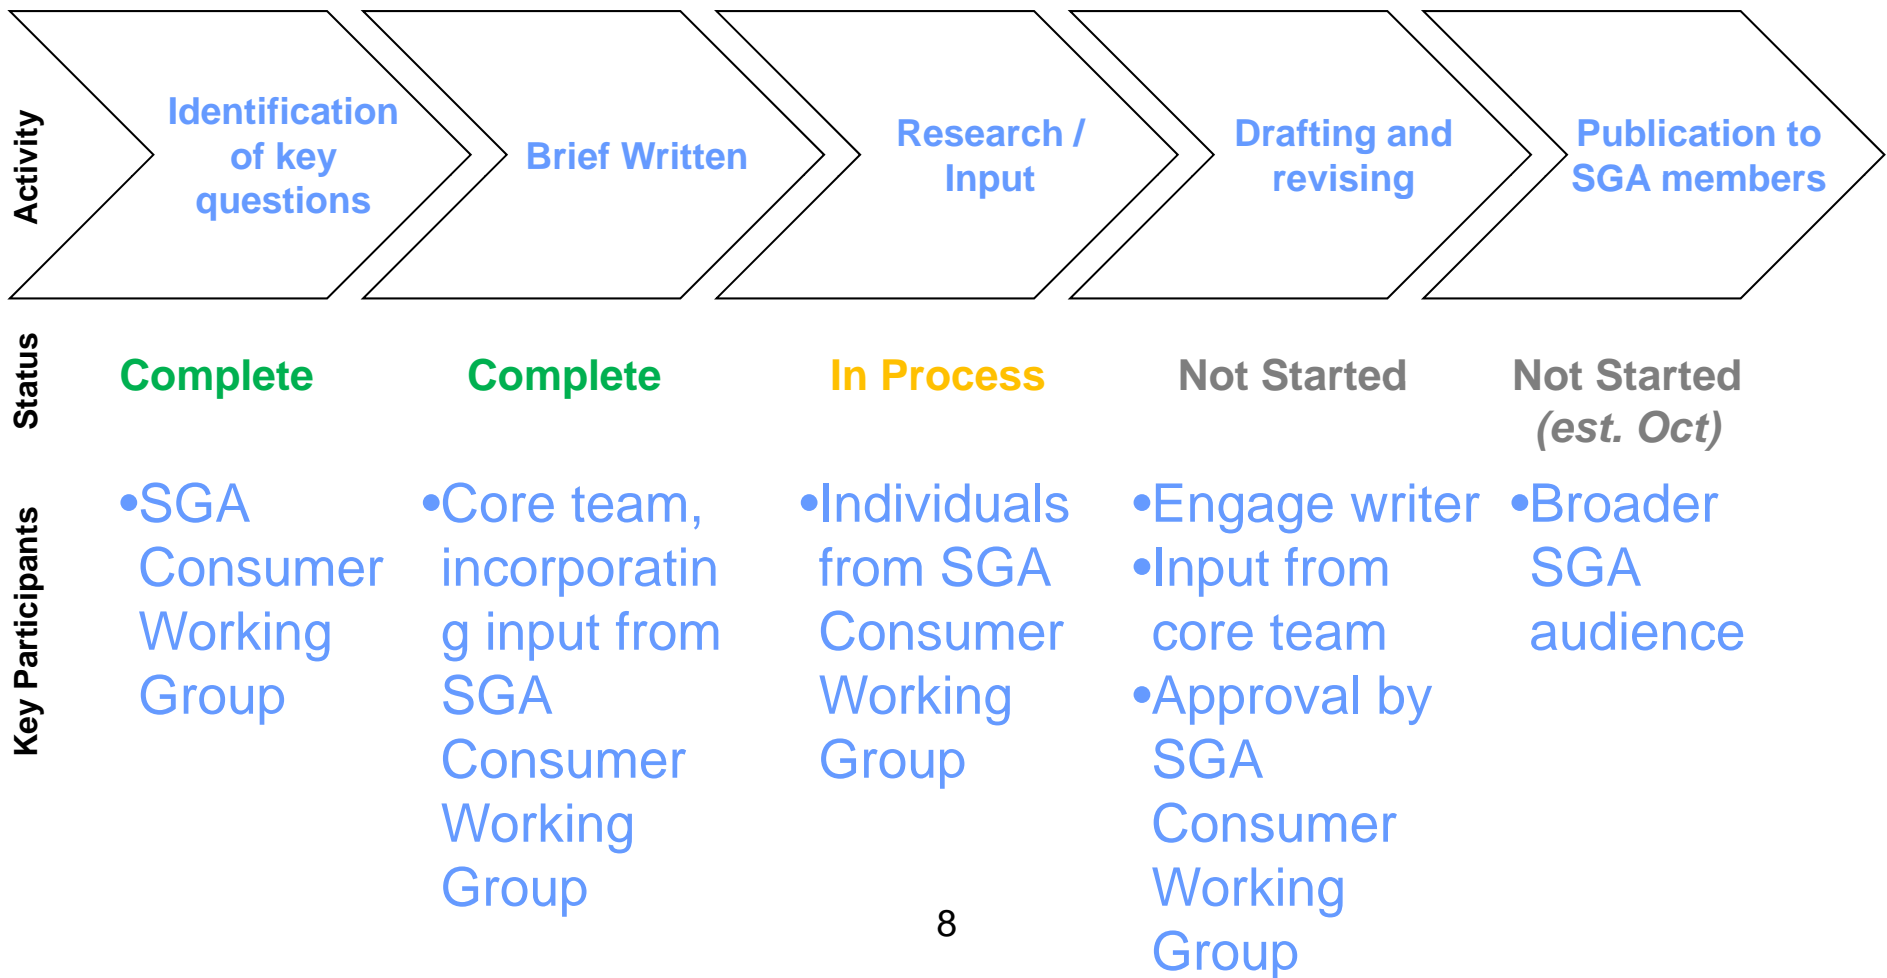 Activity
Identification
of key
questions
Brief Written
Research /
Input
Drafting and
revising
Publication to
SGA members
Status
Complete
Complete
In Process
Not Started
Not Started
(est. Oct)
Key Participants
•SGA
Consumer
Working
Group
•Core team,
incorporatin
g input from
SGA
Consumer
Working
Group
•Individuals
from SGA
Consumer
Working
Group
•Engage writer
•Input from
core team
•Approval by
SGA
Consumer
Working
Group
•Broader
SGA
audience
8